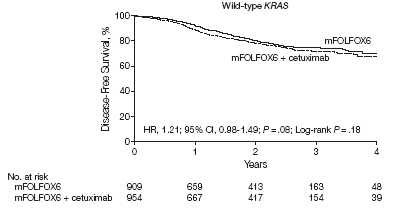 Wild-type KRAS
100
80
60
40
20
0
Disease-Free Survival, %
mFOLFOX6
mFOLFOX6 + cetuximab
HR, 1.21; 95% CI, 0.98-1.49; P = .08; Log-rank P = .18
0 1 2 3 4
Years
No. at risk
mFOLFOX6 909 659 413 163 48
mFOLFOX6 + cetuximab 954 667 417 154 39